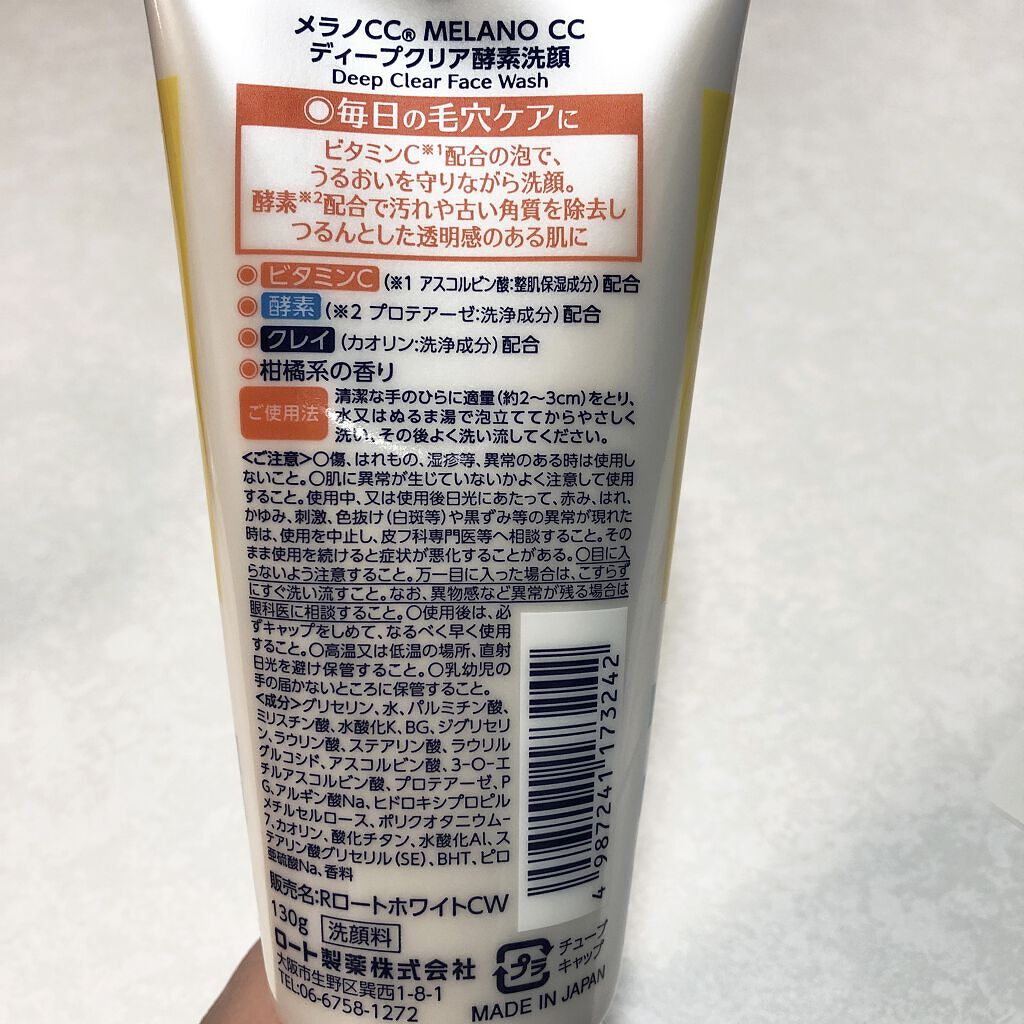 メラノCC® MELANO CC
ディープクリア酵素洗顔
Deep Clear Face Wash
◉毎日の毛穴ケアに
ビタミンC※1配合の泡で、
うるおいを守りながら洗顔。
酵素※2配合で汚れや古い角質を除去し
つるんとした透明感のある肌に
◉ビタミンC(※1 アスコルビン酸:整肌保湿成分)配合
◉酵素(※2 プロテアーゼ:洗浄成分)配合
◉クレイ(カオリン:洗浄成分)配合
◉柑橘系の香り
ご使用法
清潔な手のひらに適量(約2〜3cm)をとり、
水又はぬるま湯で泡立ててからやさしく
洗い、その後よく洗い流してください。
<ご注意>〇傷、はれもの、湿疹等、異常のある時は使用し
ないこと。〇肌に異常が生じていないかよく注意して使用
すること。使用中、又は使用後日光にあたって、赤み、はれ、
かゆみ、刺激、色抜け(白斑等)や黒ずみ等の異常が現れた
時は、使用を中止し、皮フ科専門医等へ相談すること。その
まま使用を続けると症状が悪化することがある。〇目に入
らないよう注意すること。万一目に入った場合は、こすらず
にすぐ洗い流すこと。なお、異物感など異常が残る場合は
眼科医に相談すること。〇使用後は、必
ずキャップをしめて、なるべく早く使用
すること。〇高温又は低温の場所、直射
日光を避け保管すること。〇乳幼児の
手の届かないところに保管すること。
<成分>グリセリン、水、パルミチン酸、
ミリスチン酸、水酸化K、BG、ジグリセリ
ン、ラウリン酸、ステアリン酸、ラウリル
グルコシド、アスコルビン酸、3-O-エ
チルアスコルビン酸、プロテアーゼ、P
G、アルギン酸Na、ヒドロキシプロピル
メチルセルロース、ポリクオタニウム-
7、カオリン、酸化チタン、水酸化Al、ス
テアリン酸グリセリル(SE)、BHT、ピロ
亜硫酸Na、香料
4 987241 173242
販売名:RロートホワイトCW
130g 洗顔料
ロート製薬株式会社
大阪市生野区巽西1-8-1
TEL:06-6758-1272
プラ
チューブ
キャップ
MADE IN JAPAN